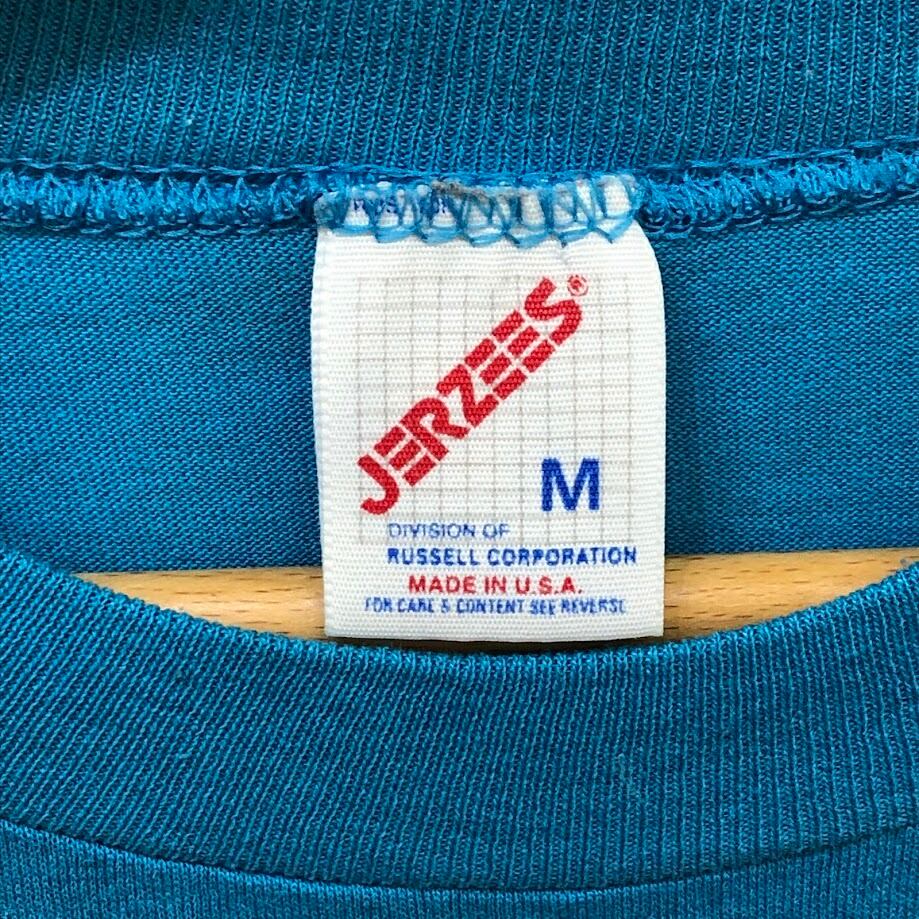 JERZEES®
M
DIVISION OF
RUSSELL CORPORATION
MADE IN U.S.A.
FOR CARE & CONTENT SEE REVERSE